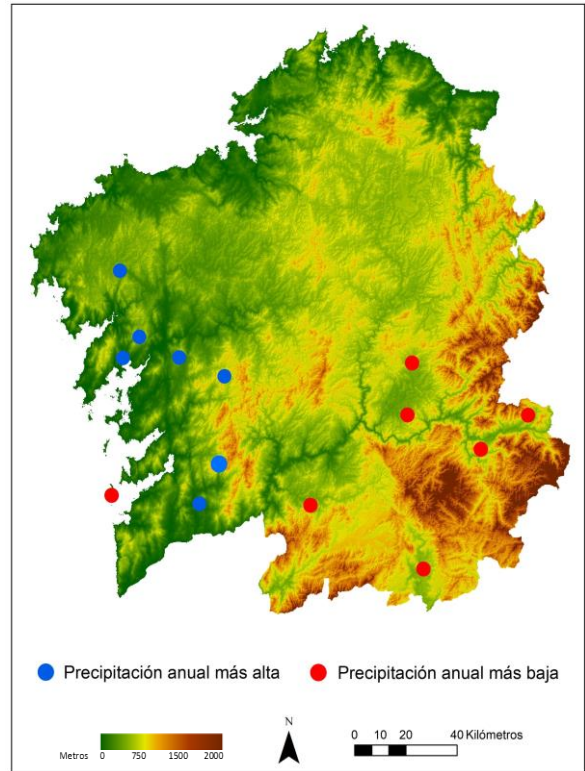 Precipitación anual más alta
Precipitación anual más baja
N
Metros 0 750 1500 2000
0 10 20 40 Kilómetros